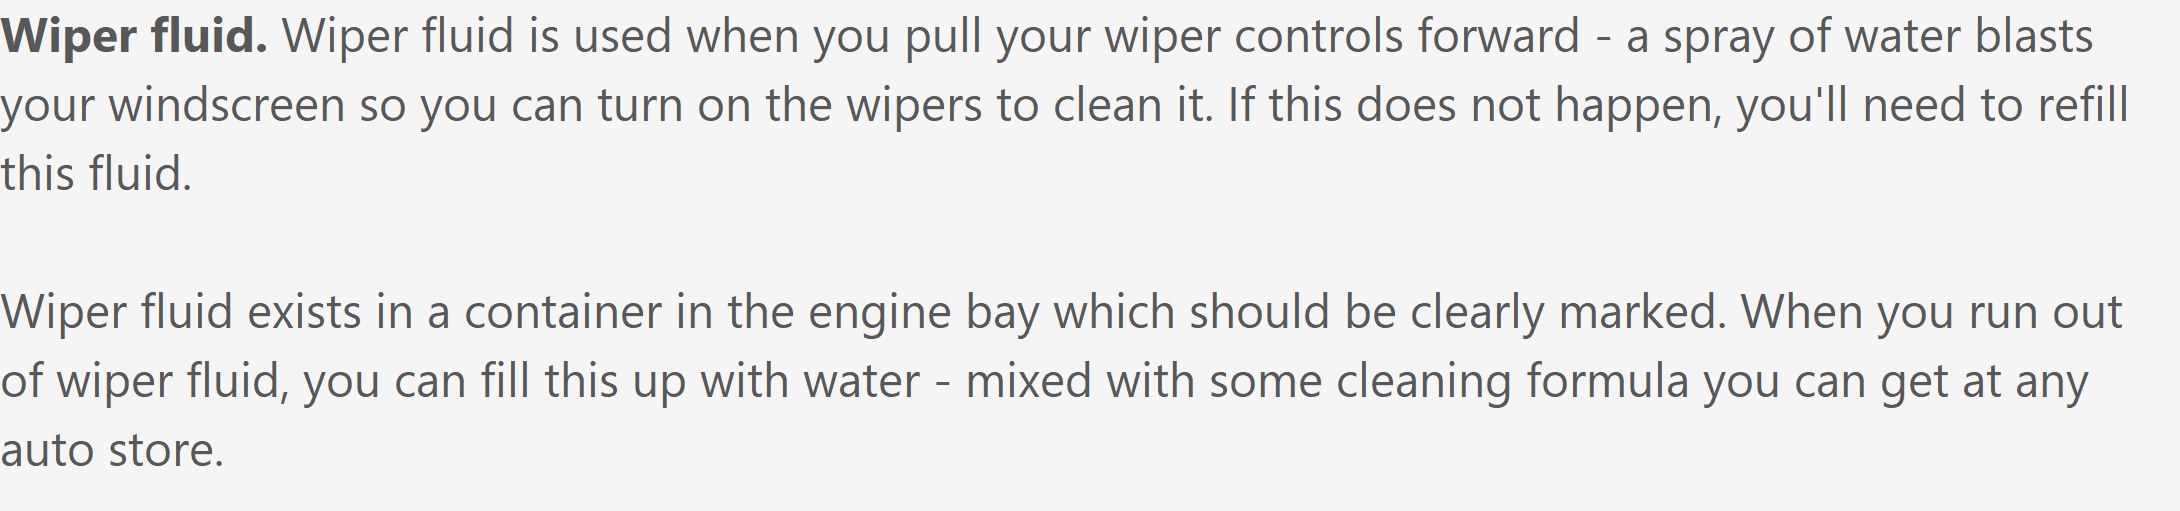 Wiper fluid. Wiper fluid is used when you pull your wiper controls forward - a spray of water blasts
your windscreen so you can turn on the wipers to clean it. If this does not happen, you'll need to refill
this fluid.
Wiper fluid exists in a container in the engine bay which should be clearly marked. When you run out
of wiper fluid, you can fill this up with water - mixed with some cleaning formula you can get at any
auto store.